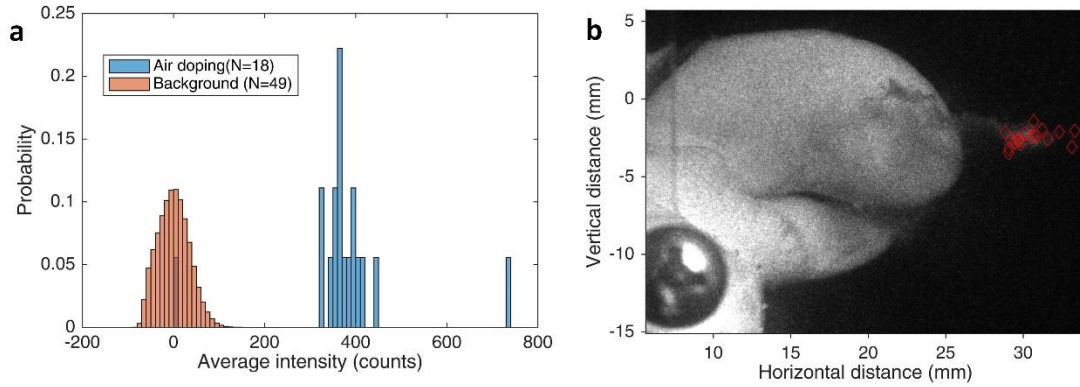 a
0.25
0.2
0.15
0.1
0.05
0
Probability
Air doping(N=18)
Background (N=49)
-200
0
200
400
600
800
Average intensity (counts)
b
5
0
-5
-10
-15
Vertical distance (mm)
10
15
20
25
30
Horizontal distance (mm)